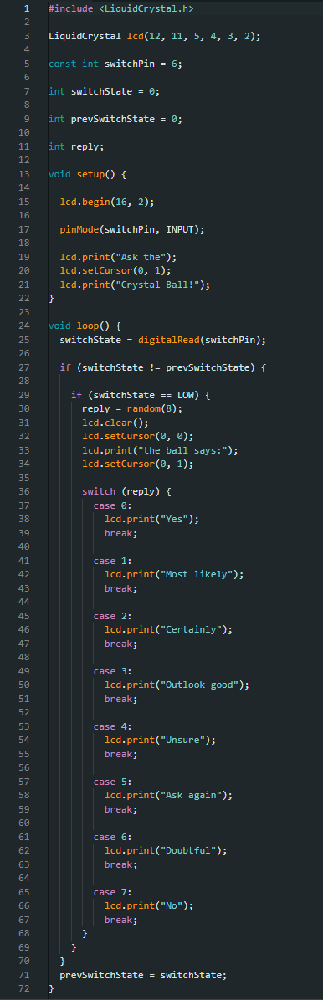 1 #include <LiquidCrystal.h>
2
3 LiquidCrystal lcd(12, 11, 5, 4, 3, 2);
4
5 const int switchPin = 6;
6
7 int switchState = 0;
8
9 int prevSwitchState = 0;
10
11 int reply;
12
13 void setup() {
14
15   lcd.begin(16, 2);
16
17   pinMode(switchPin, INPUT);
18
19   lcd.print("Ask the");
20   lcd.setCursor(0, 1);
21   lcd.print("Crystal Ball!");
22 }
23
24 void loop() {
25   switchState = digitalRead(switchPin);
26
27   if (switchState != prevSwitchState) {
28
29     if (switchState == LOW) {
30       reply = random(8);
31       lcd.clear();
32       lcd.setCursor(0, 0);
33       lcd.print("the ball says:");
34       lcd.setCursor(0, 1);
35
36       switch (reply) {
37         case 0:
38           lcd.print("Yes");
39           break;
40
41         case 1:
42           lcd.print("Most likely");
43           break;
44
45         case 2:
46           lcd.print("Certainly");
47           break;
48
49         case 3:
50           lcd.print("Outlook good");
51           break;
52
53         case 4:
54           lcd.print("Unsure");
55           break;
56
57         case 5:
58           lcd.print("Ask again");
59           break;
60
61         case 6:
62           lcd.print("Doubtful");
63           break;
64
65         case 7:
66           lcd.print("No");
67           break;
68       }
69     }
70   }
71   prevSwitchState = switchState;
72 }